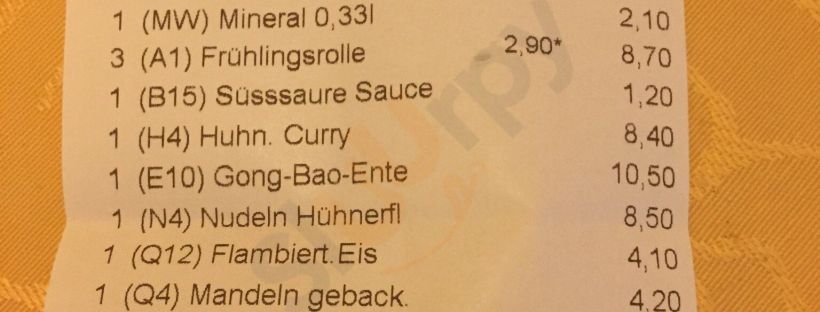 1 (MW) Mineral 0,33l 2,10
3 (A1) Frühlingsrolle 2,90* 8,70
1 (B15) Süsssaure Sauce 1,20
1 (H4) Huhn. Curry 8,40
1 (E10) Gong-Bao-Ente 10,50
1 (N4) Nudeln Hühnerfl 8,50
1 (Q12) Flambiert.Eis 4,10
1 (Q4) Mandeln geback. 4,20